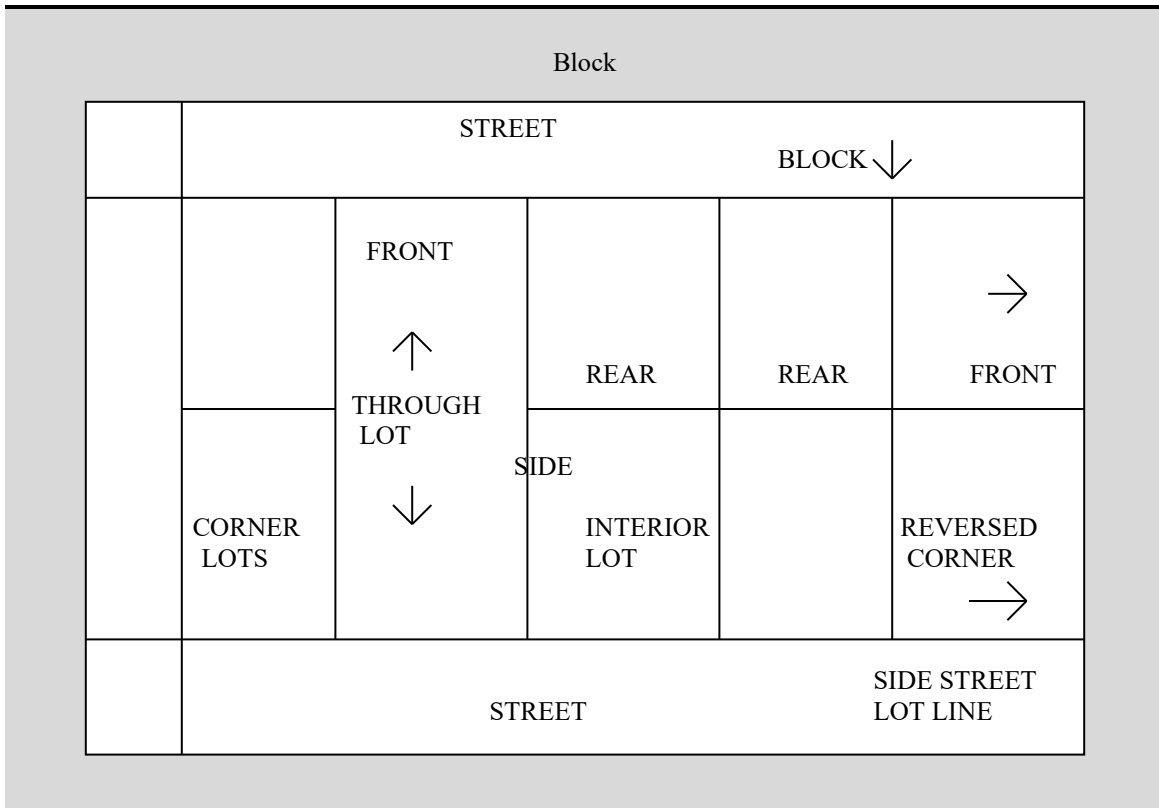 Block
STREET
BLOCK
FRONT
REAR
REAR
FRONT
THROUGH
LOT
SIDE
CORNER
LOTS
INTERIOR
LOT
REVERSED
CORNER
STREET
SIDE STREET
LOT LINE